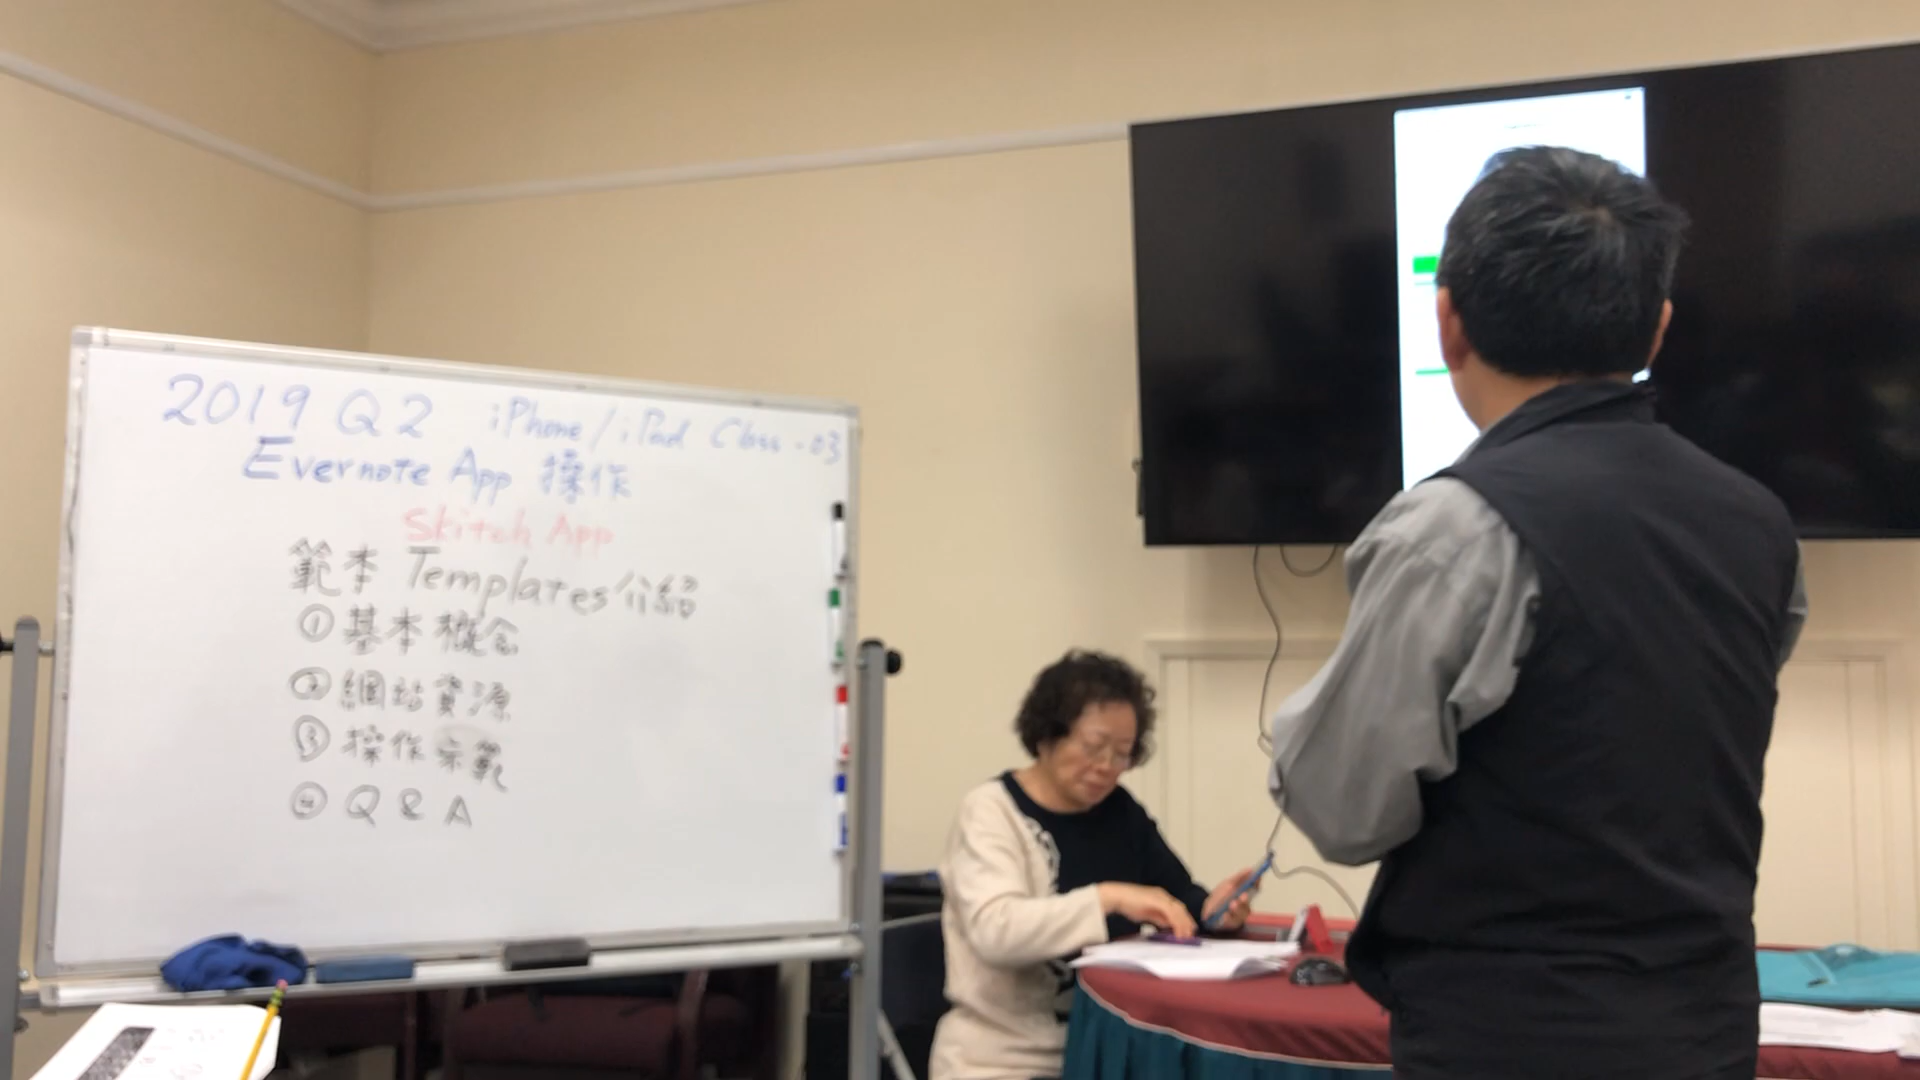 2019 Q2 iPhone/iPad Class-03
Evernote App 操作
Skitch App
範本 Templates 介紹
① 基本概念
② 網站資源
③ 操作示範
④ Q & A